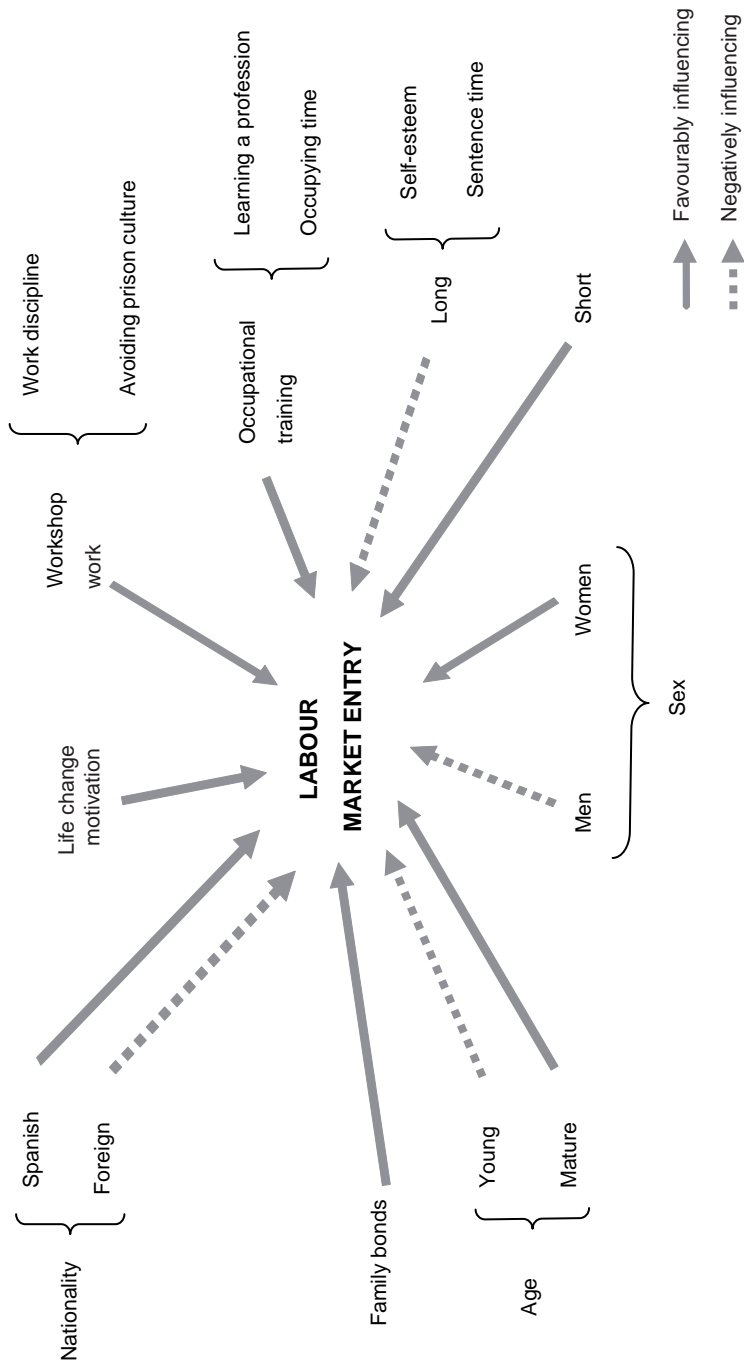 Nationality
Spanish
Foreign
Life change
motivation
Workshop
work
Work discipline
Avoiding prison culture
Occupational
training
Learning a profession
Occupying time
LABOUR
MARKET ENTRY
Family bonds
Age
Young
Mature
Men
Women
Sex
Long
Self-esteem
Sentence time
Short
Favourably influencing
Negatively influencing